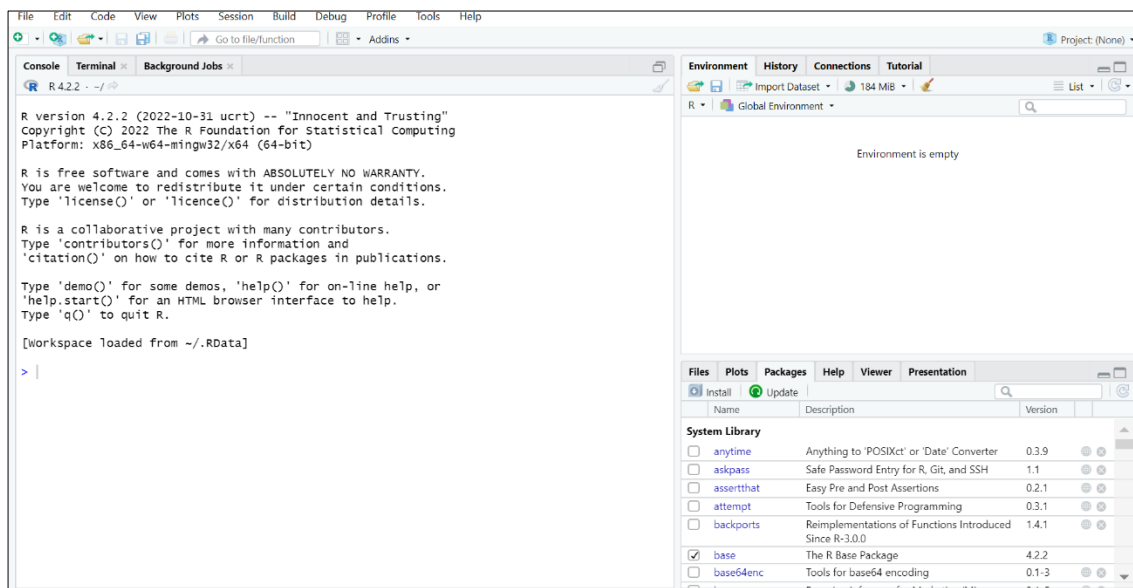 File Edit Code View Plots Session Build Debug Profile Tools Help
Go to file/function Addins Project: (None)
Console Terminal Background Jobs
R 4.2.2 · ~/
R version 4.2.2 (2022-10-31 ucrt) -- "Innocent and Trusting"
Copyright (C) 2022 The R Foundation for Statistical Computing
Platform: x86_64-w64-mingw32/x64 (64-bit)
R is free software and comes with ABSOLUTELY NO WARRANTY.
You are welcome to redistribute it under certain conditions.
Type 'license()' or 'licence()' for distribution details.
R is a collaborative project with many contributors.
Type 'contributors()' for more information and
'citation()' on how to cite R or R packages in publications.
Type 'demo()' for some demos, 'help()' for on-line help, or
'help.start()' for an HTML browser interface to help.
Type 'q()' to quit R.
[Workspace loaded from ~/.RData]
>
Environment History Connections Tutorial
Import Dataset 184 MiB List
R Global Environment
Environment is empty
Files Plots Packages Help Viewer Presentation
Install Update
Name Description Version
System Library
anytime Anything to 'POSIXct' or 'Date' Converter 0.3.9
askpass Safe Password Entry for R, Git, and SSH 1.1
assertthat Easy Pre and Post Assertions 0.2.1
attempt Tools for Defensive Programming 0.3.1
backports Reimplementations of Functions Introduced 1.4.1
Since R-3.0.0
base The R Base Package 4.2.2
base64enc Tools for base64 encoding 0.1-3